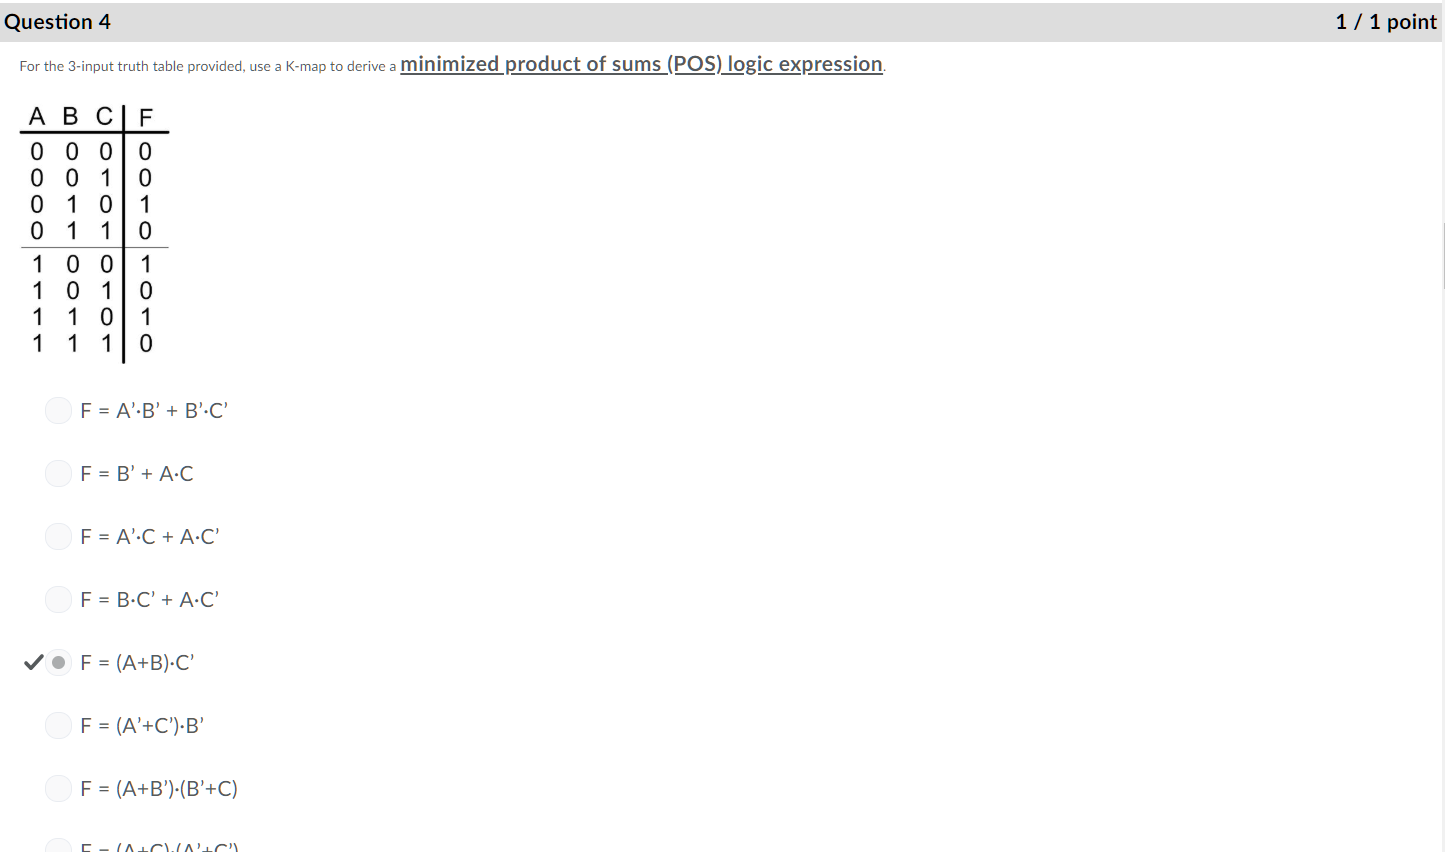 Question 4 1 / 1 point
For the 3-input truth table provided, use a K-map to derive a minimized product of sums (POS) logic expression.
A B C F
0 0 0 0
0 0 1 0
0 1 0 1
0 1 1 0
1 0 0 1
1 0 1 0
1 1 0 1
1 1 1 0
F = A’·B’ + B’·C’
F = B’ + A·C
F = A’·C + A·C’
F = B·C’ + A·C’
F = (A+B)·C’
F = (A’+C’)·B’
F = (A+B’)·(B’+C)
F = (A+C)·(A’+C’)